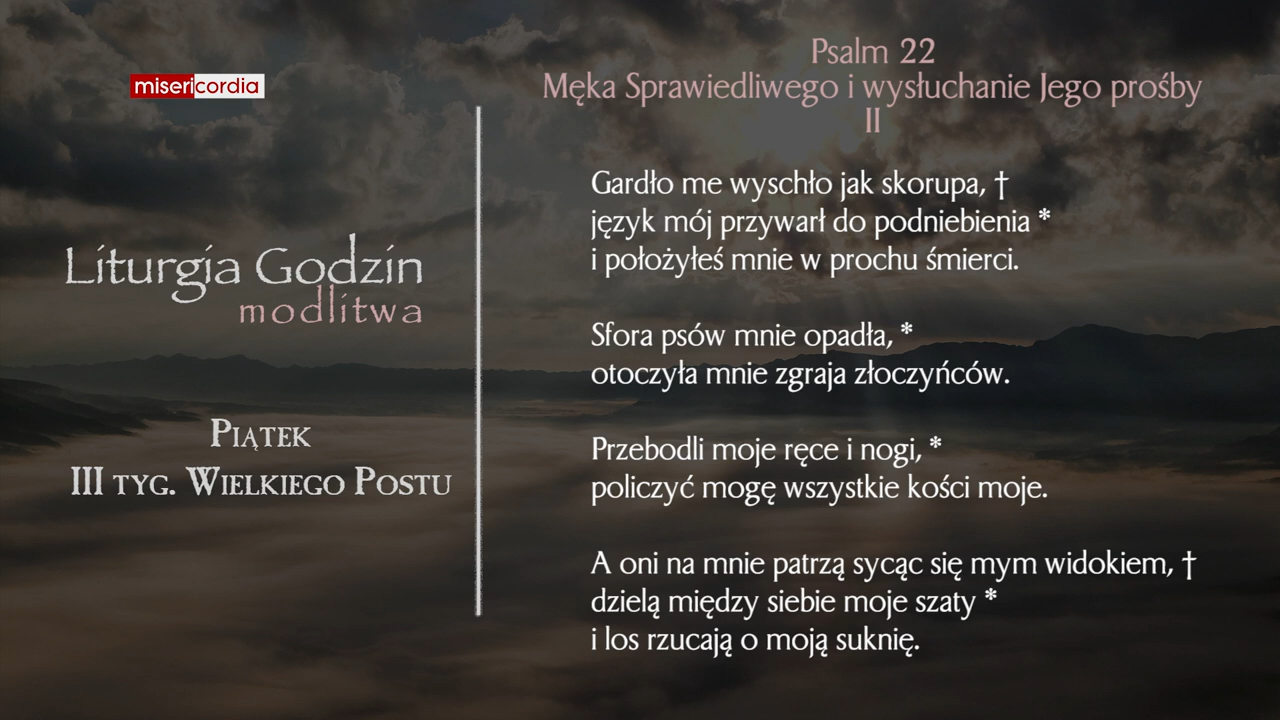 misericordia
Liturgia Godzin
modlitwa
Piątek
III tyg. Wielkiego Postu
Psalm 22
Męka Sprawiedliwego i wysłuchanie Jego prośby
II
Gardło me wyschło jak skorupa, †
język mój przywarł do podniebienia *
i położyłeś mnie w prochu śmierci.
Sfora psów mnie opadła, *
otoczyła mnie zgraja złoczyńców.
Przebodli moje ręce i nogi, *
policzyć mogę wszystkie kości moje.
A oni na mnie patrzą sycąc się mym widokiem, †
dzielą między siebie moje szaty *
i los rzucają o moją suknię.